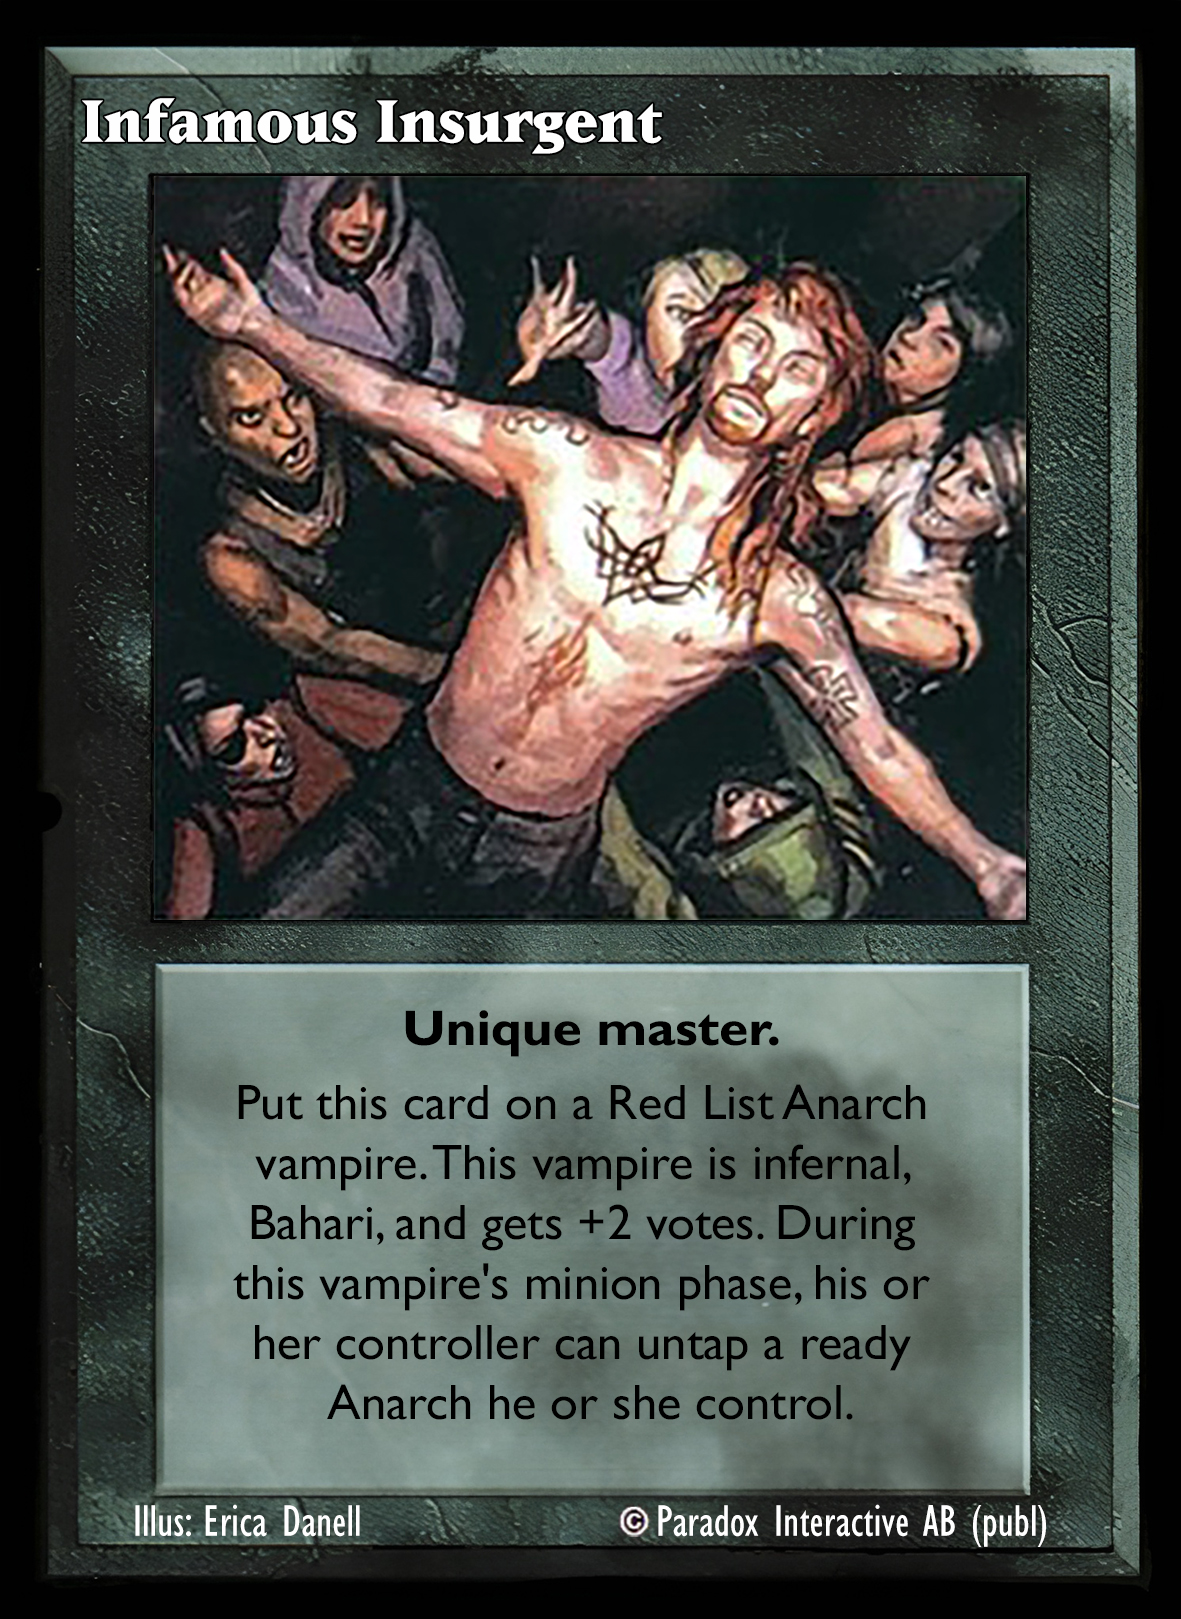 Infamous Insurgent
Unique master.
Put this card on a Red List Anarch
vampire. This vampire is infernal,
Bahari, and gets +2 votes. During
this vampire's minion phase, his or
her controller can untap a ready
Anarch he or she control.
Illus: Erica Danell
© Paradox Interactive AB (publ)